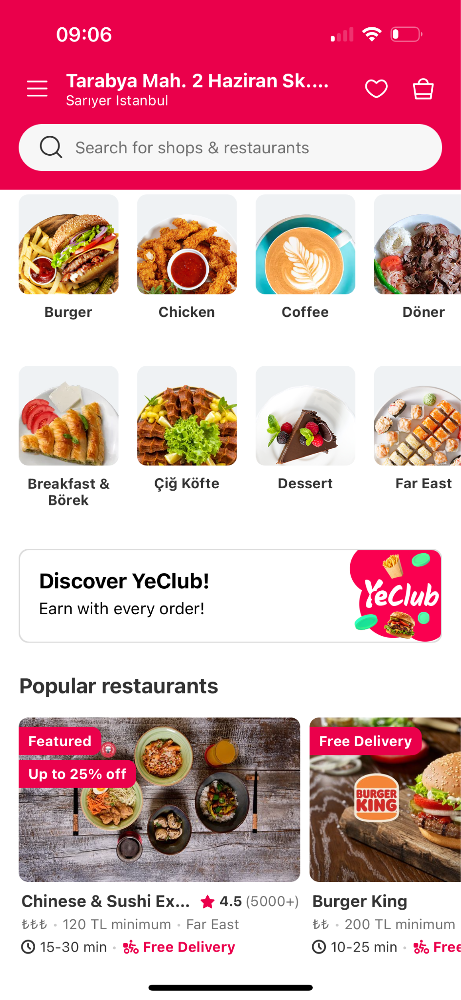 09:06
Tarabya Mah. 2 Haziran Sk....
Sarıyer Istanbul
Search for shops & restaurants
Burger
Chicken
Coffee
Döner
Breakfast &
Börek
Çiğ Köfte
Dessert
Far East
Discover YeClub!
Earn with every order!
YeClub
Popular restaurants
Featured
Up to 25% off
Free Delivery
BURGER
KING
Chinese & Sushi Ex... 4.5 (5000+)
₺₺₺ • 120 TL minimum • Far East
15-30 min • Free Delivery
Burger King
₺₺ • 200 TL minimum
10-25 min • Free